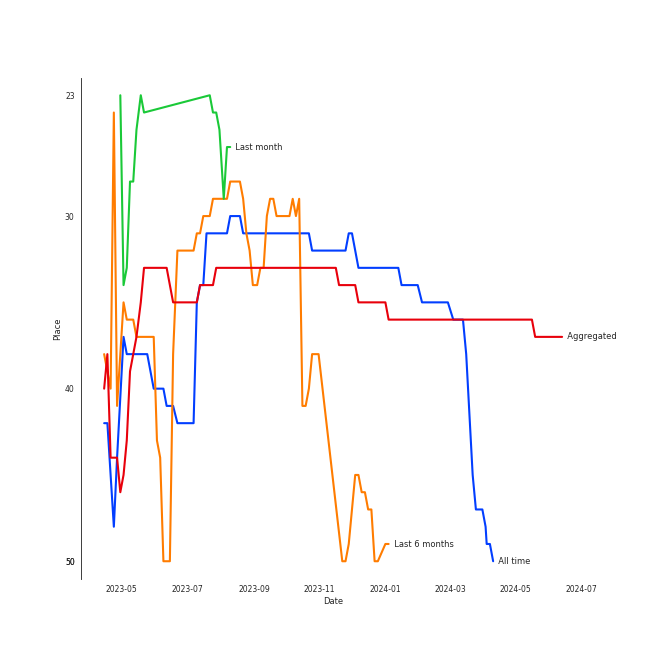 23
Last month
30
Place
Aggregated
40
Last 6 months
50
All time
2023-05 2023-07 2023-09 2023-11 2024-01 2024-03 2024-05 2024-07
Date